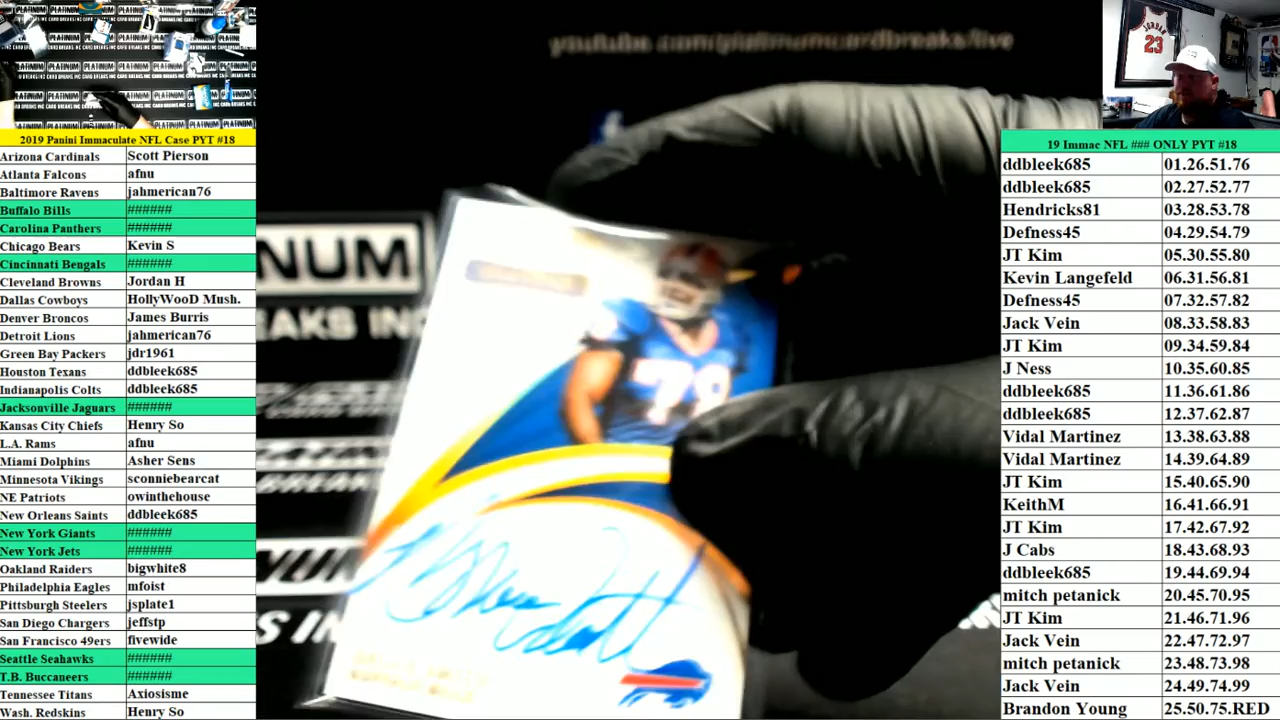 2019 Panini Immaculate NFL Case PYT #18
Arizona Cardinals Scott Pierson
Atlanta Falcons afnu
Baltimore Ravens jahmerican76
Buffalo Bills ######
Carolina Panthers ######
Chicago Bears Kevin S
Cincinnati Bengals ######
Cleveland Browns Jordan H
Dallas Cowboys HollyWooD Mush.
Denver Broncos James Burris
Detroit Lions jahmerican76
Green Bay Packers jdr1961
Houston Texans ddbleek685
Indianapolis Colts ddbleek685
Jacksonville Jaguars ######
Kansas City Chiefs Henry So
L.A. Rams afnu
Miami Dolphins Asher Sens
Minnesota Vikings sconniebearcat
NE Patriots owinthehouse
New Orleans Saints ddbleek685
New York Giants ######
New York Jets ######
Oakland Raiders bigwhite8
Philadelphia Eagles mfoist
Pittsburgh Steelers jsplate1
San Diego Chargers jeffstp
San Francisco 49ers fivewide
Seattle Seahawks ######
T.B. Buccaneers ######
Tennessee Titans Axiosisme
Wash. Redskins Henry So
NUM
AKS INC
78
JORDAN
23
19 Immac NFL ### ONLY PYT #18
ddbleek685 01.26.51.76
ddbleek685 02.27.52.77
Hendricks81 03.28.53.78
Defness45 04.29.54.79
JT Kim 05.30.55.80
Kevin Langefeld 06.31.56.81
Defness45 07.32.57.82
Jack Vein 08.33.58.83
JT Kim 09.34.59.84
J Ness 10.35.60.85
ddbleek685 11.36.61.86
ddbleek685 12.37.62.87
Vidal Martinez 13.38.63.88
Vidal Martinez 14.39.64.89
JT Kim 15.40.65.90
KeithM 16.41.66.91
JT Kim 17.42.67.92
J Cabs 18.43.68.93
ddbleek685 19.44.69.94
mitch petanick 20.45.70.95
JT Kim 21.46.71.96
Jack Vein 22.47.72.97
mitch petanick 23.48.73.98
Jack Vein 24.49.74.99
Brandon Young 25.50.75.RED